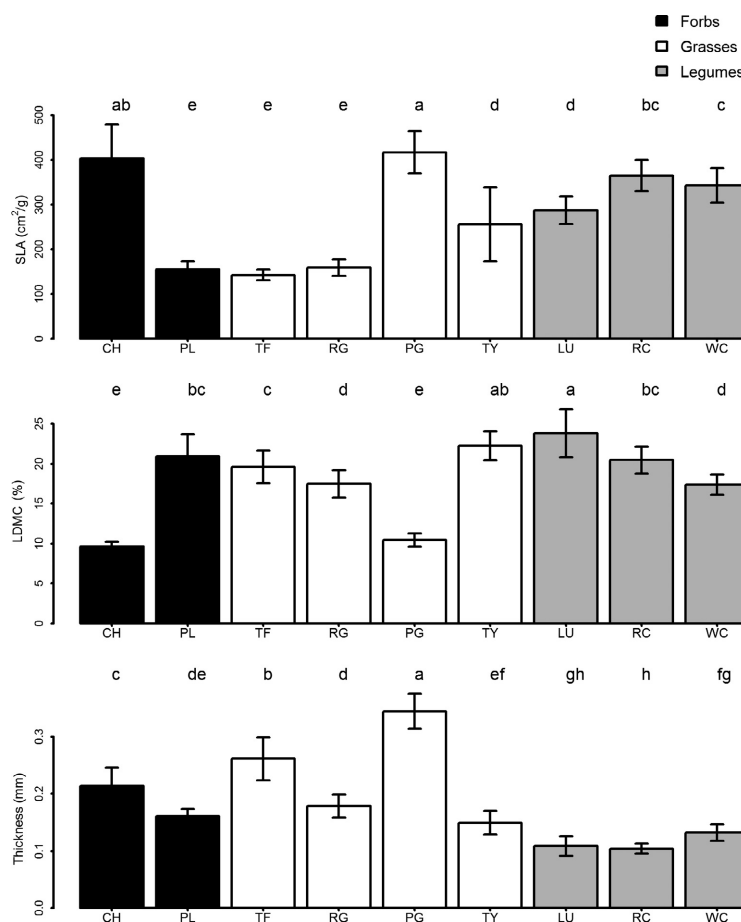 Forbs
Grasses
Legumes
ab e e e a d d bc c
SLA (cm²/g)
500
400
300
200
100
0
CH PL TF RG PG TY LU RC WC
e bc c d e ab a bc d
LDMC (%)
25
20
15
10
5
0
CH PL TF RG PG TY LU RC WC
c de b d a ef gh h fg
Thickness (mm)
0.3
0.2
0.1
0.0
CH PL TF RG PG TY LU RC WC